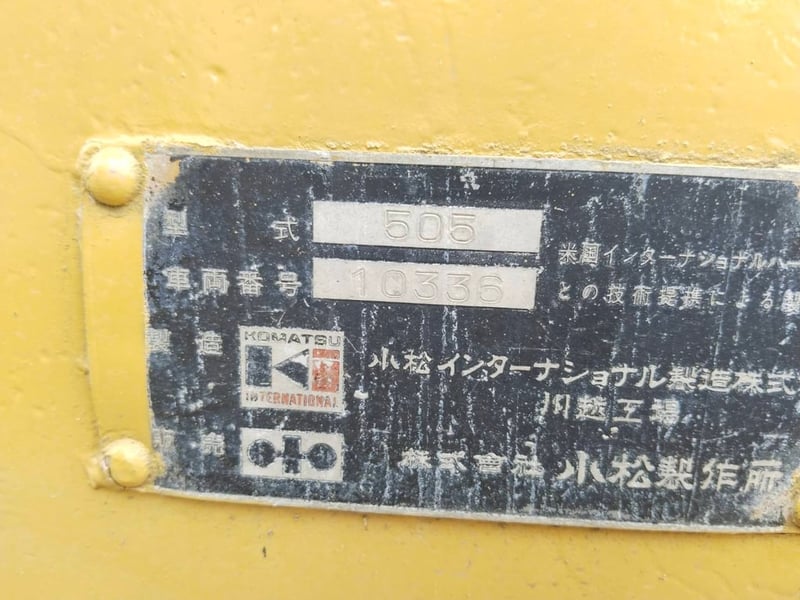 型式 505
米国インターナショナルハー
車両番号 10336
との技術提携による製
製造 KOMATSU INTERNATIONAL 小松インターナショナル製造株式
川越工場
販売 株式會社 小松製作所